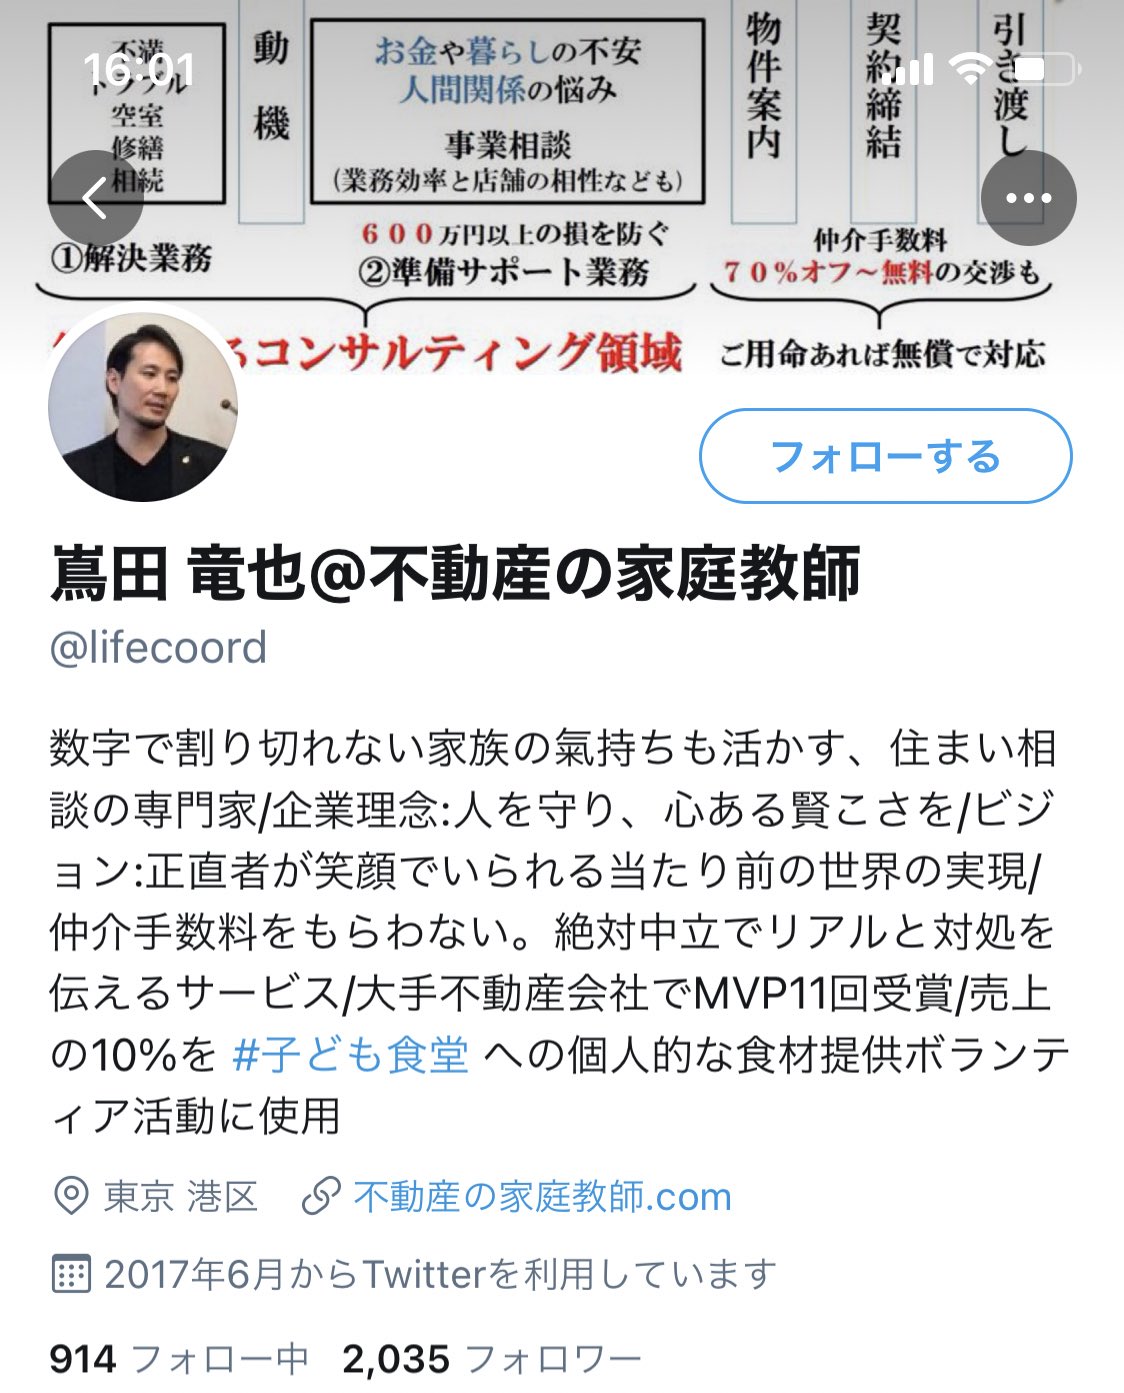 16:01
不満
トラブル
空室
修繕
相続
動機
お金や暮らしの不安
人間関係の悩み
事業相談
(業務効率と店舗の相性なども)
物件案内
契約締結
引き渡し
①解決業務
600万円以上の損を防ぐ
②準備サポート業務
仲介手数料
70%オフ〜無料の交渉も
るコンサルティング領域
ご用命あれば無償で対応
フォローする
嶌田 竜也@不動産の家庭教師
@lifecoord
数字で割り切れない家族の氣持ちも活かす、住まい相
談の専門家/企業理念:人を守り、心ある賢こさを/ビジ
ョン:正直者が笑顔でいられる当たり前の世界の実現/
仲介手数料をもらわない。絶対中立でリアルと対処を
伝えるサービス/大手不動産会社でMVP11回受賞/売上
の10%を #子ども食堂 への個人的な食材提供ボランテ
ィア活動に使用
東京 港区 不動産の家庭教師.com
2017年6月からTwitterを利用しています
914 フォロー中 2,035 フォロワー